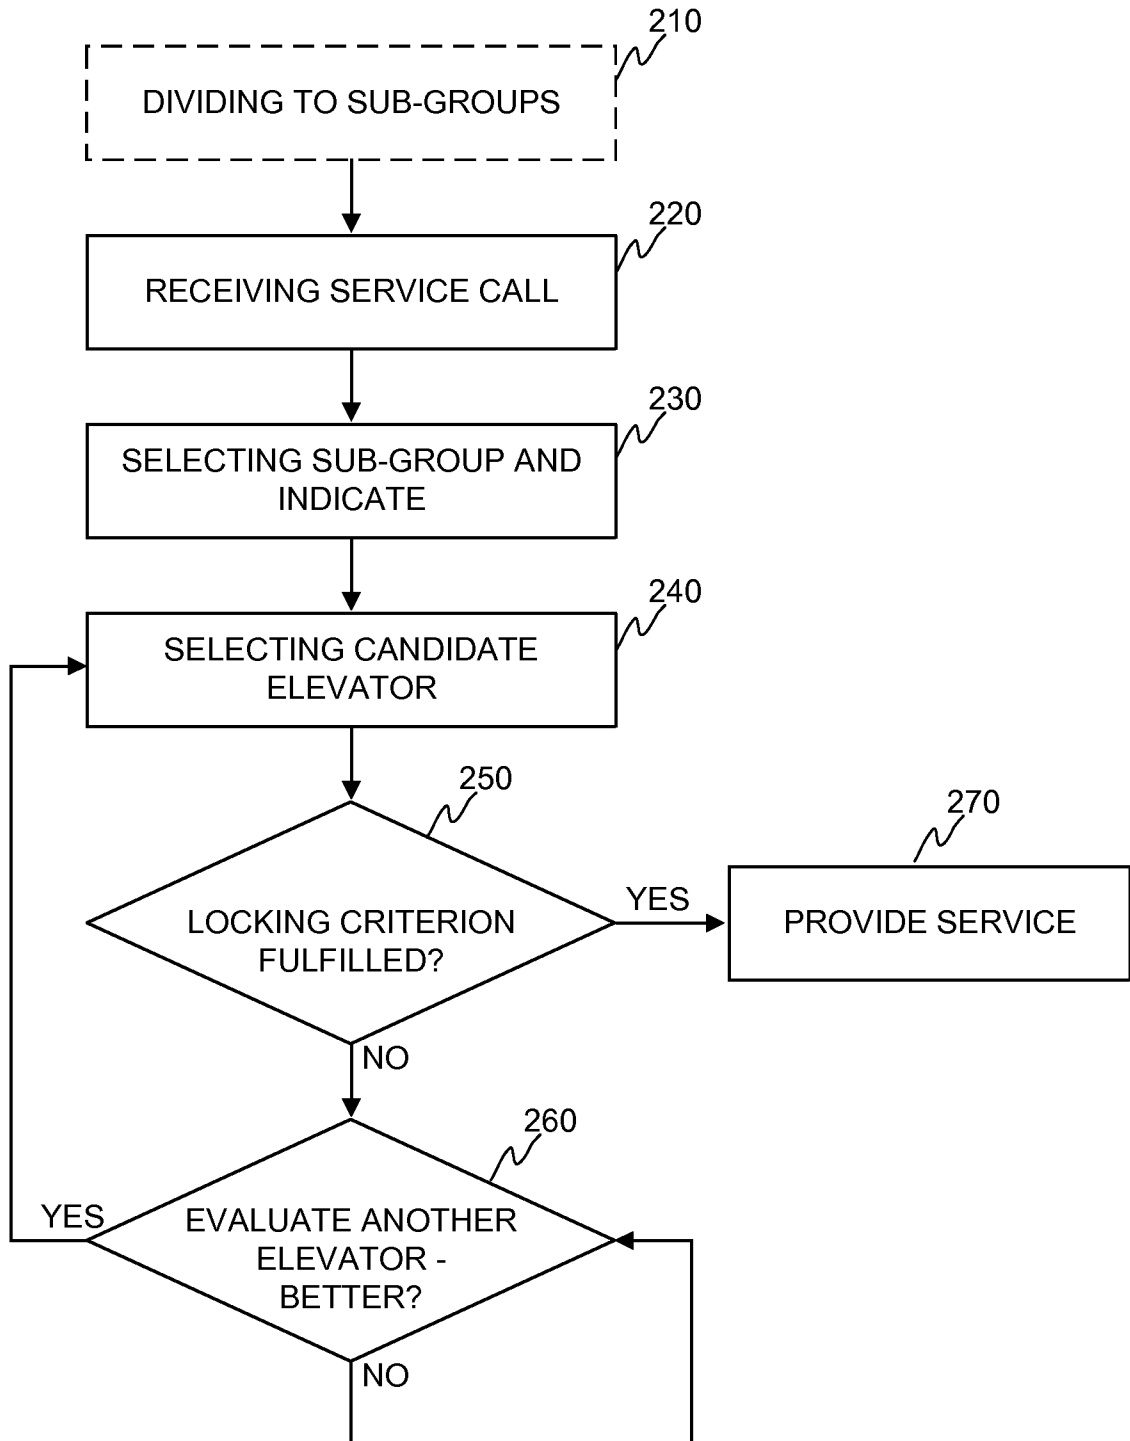 210
DIVIDING TO SUB-GROUPS
220
RECEIVING SERVICE CALL
230
SELECTING SUB-GROUP AND
INDICATE
240
SELECTING CANDIDATE
ELEVATOR
250
LOCKING CRITERION
FULFILLED?
YES
270
PROVIDE SERVICE
NO
260
YES
EVALUATE ANOTHER
ELEVATOR -
BETTER?
NO